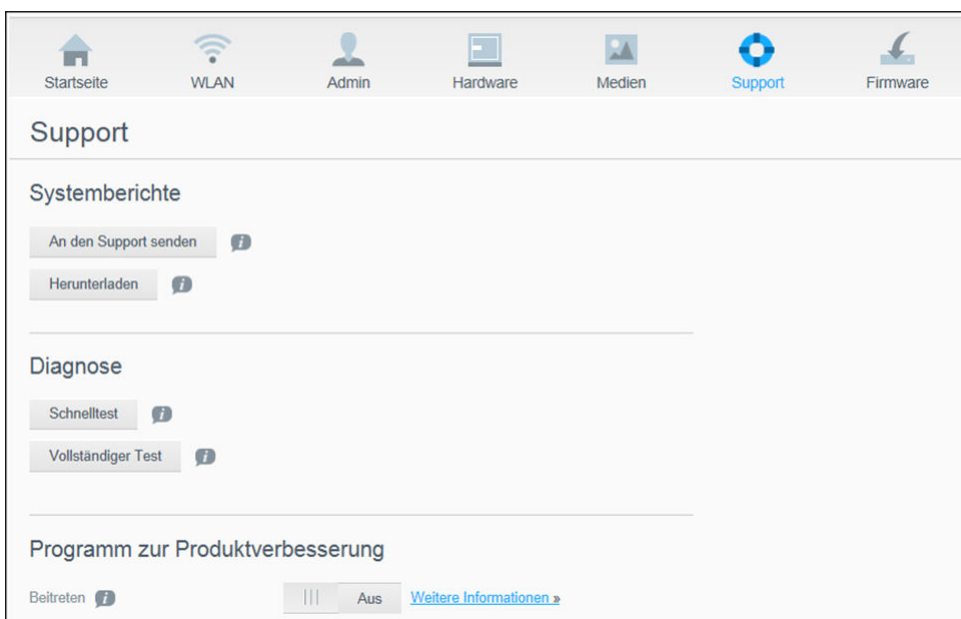 Startseite WLAN Admin Hardware Medien Support Firmware
Support
Systemberichte
An den Support senden
Herunterladen
Diagnose
Schnelltest
Vollständiger Test
Programm zur Produktverbesserung
Beitreten Aus Weitere Informationen »